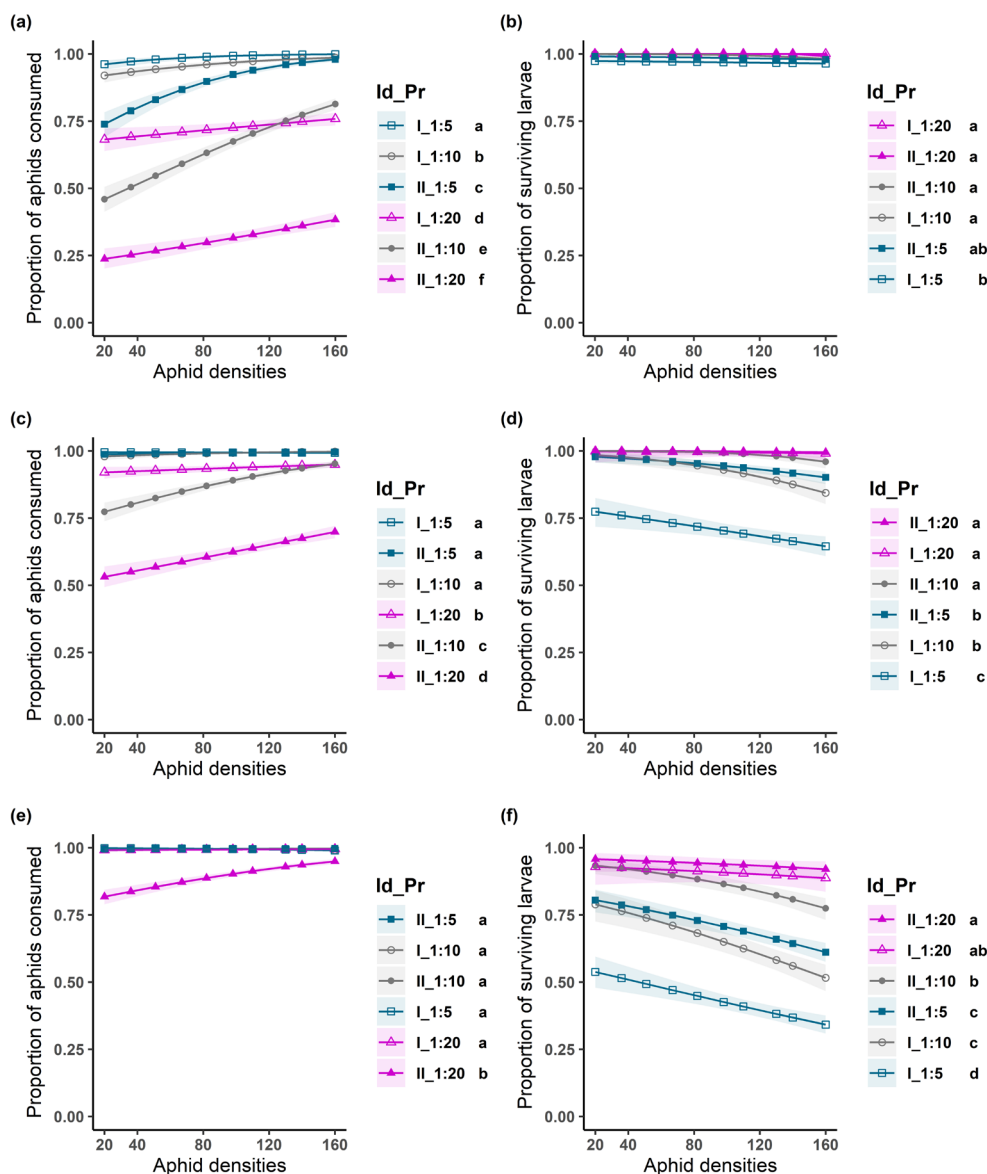 (a)
Proportion of aphids consumed
1.00
0.75
0.50
0.25
0.00
20 40 80 120 160
Aphid densities
Id_Pr
I_1:5 a
I_1:10 b
II_1:5 c
I_1:20 d
II_1:10 e
II_1:20 f
(b)
Proportion of surviving larvae
1.00
0.75
0.50
0.25
0.00
20 40 80 120 160
Aphid densities
Id_Pr
I_1:20 a
II_1:20 a
II_1:10 a
I_1:10 a
II_1:5 ab
I_1:5 b
(c)
Proportion of aphids consumed
1.00
0.75
0.50
0.25
0.00
20 40 80 120 160
Aphid densities
Id_Pr
I_1:5 a
II_1:5 a
I_1:10 a
I_1:20 b
II_1:10 c
II_1:20 d
(d)
Proportion of surviving larvae
1.00
0.75
0.50
0.25
0.00
20 40 80 120 160
Aphid densities
Id_Pr
II_1:20 a
I_1:20 a
II_1:10 a
II_1:5 b
I_1:10 b
I_1:5 c
(e)
Proportion of aphids consumed
1.00
0.75
0.50
0.25
0.00
20 40 80 120 160
Aphid densities
Id_Pr
II_1:5 a
I_1:10 a
II_1:10 a
I_1:5 a
I_1:20 a
II_1:20 b
(f)
Proportion of surviving larvae
1.00
0.75
0.50
0.25
0.00
20 40 80 120 160
Aphid densities
Id_Pr
II_1:20 a
I_1:20 ab
II_1:10 b
II_1:5 c
I_1:10 c
I_1:5 d